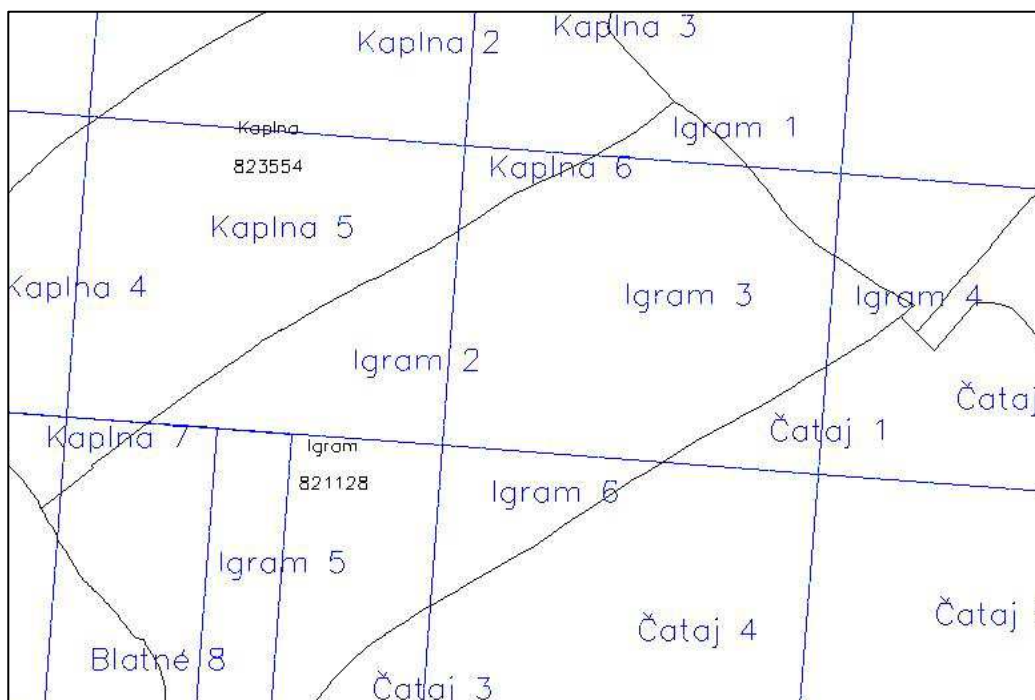 Kaplna 3
Kaplna 2
Kaplna
Igram 1
823554
Kaplna 6
Kaplna 5
Kaplna 4
Igram 3
Igram 4
Igram 2
Čataj
Čataj 1
Kaplna 7
Igram
821128
Igram 6
Igram 5
Čataj
Čataj 4
Blatné 8
Čataj 3